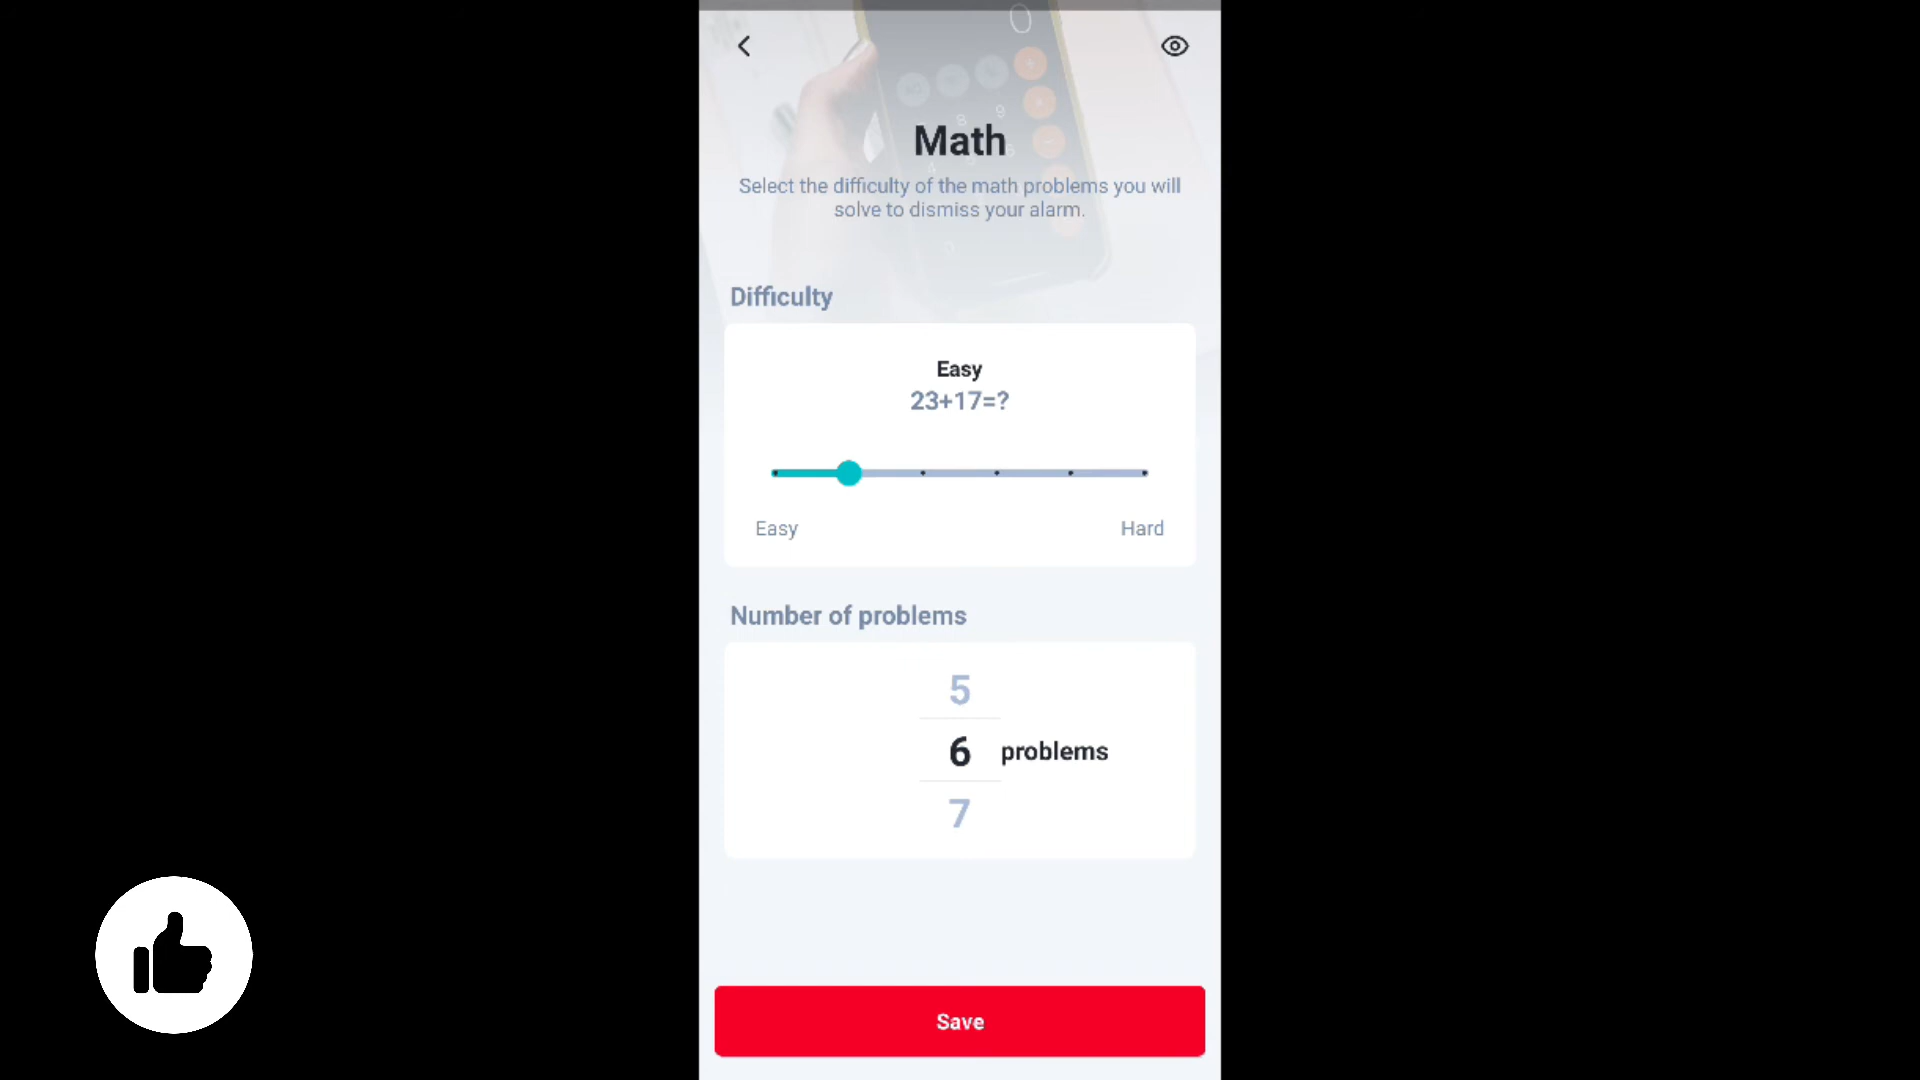 Math
Select the difficulty of the math problems you will
solve to dismiss your alarm.
Difficulty
Easy
23+17=?
Easy
Hard
Number of problems
5
6 problems
7
Save